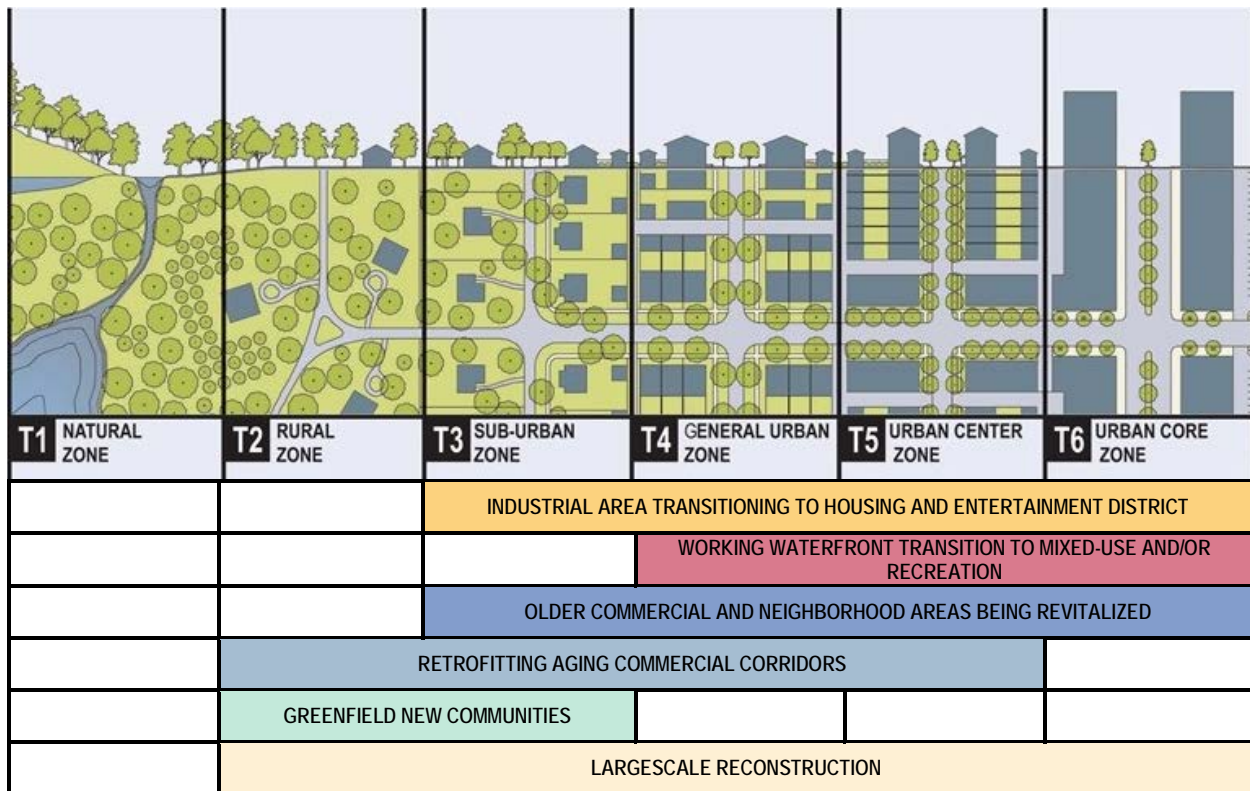 T1 NATURAL
ZONE
T2 RURAL
ZONE
T3 SUB-URBAN
ZONE
T4 GENERAL URBAN
ZONE
T5 URBAN CENTER
ZONE
T6 URBAN CORE
ZONE
INDUSTRIAL AREA TRANSITIONING TO HOUSING AND ENTERTAINMENT DISTRICT
WORKING WATERFRONT TRANSITION TO MIXED-USE AND/OR
RECREATION
OLDER COMMERCIAL AND NEIGHBORHOOD AREAS BEING REVITALIZED
RETROFITTING AGING COMMERCIAL CORRIDORS
GREENFIELD NEW COMMUNITIES
LARGESCALE RECONSTRUCTION